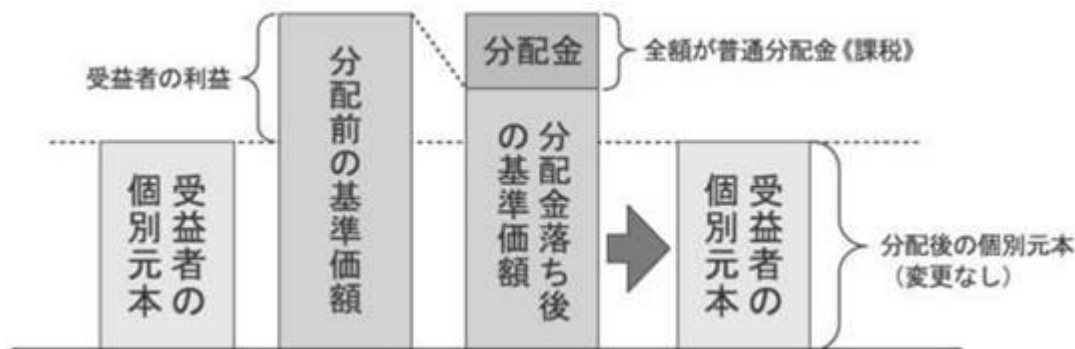 受益者の利益
受益者の
個別元本
分配前の基準価額
分配金
全額が普通分配金《課税》
分配金落ち後
の基準価額
受益者の
個別元本
分配後の個別元本
（変更なし）